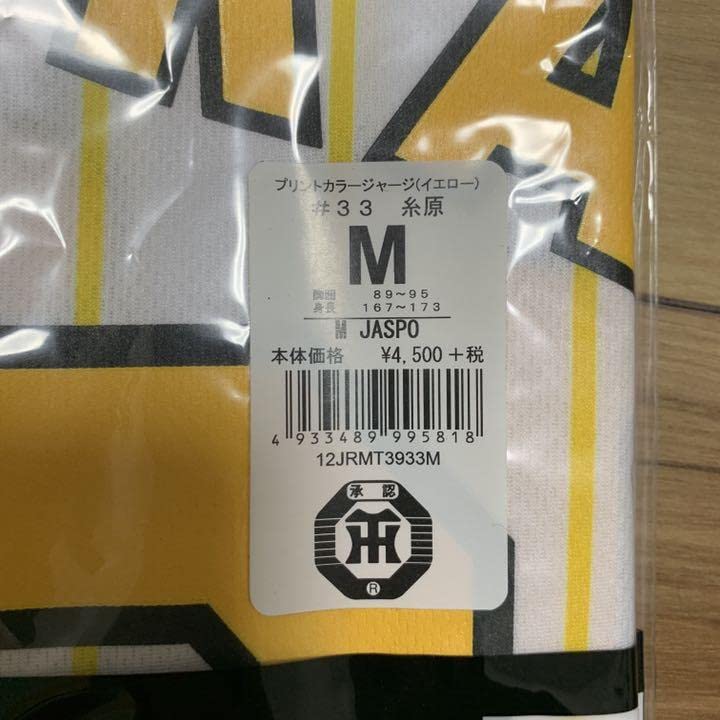 プリントカラージャージ(イエロー)
#33 糸原
M
胸囲 89~95
身長 167~173
M JASPO
本体価格 ¥4,500+税
4 933489 995818
12JRMT3933M
承認
HT
®